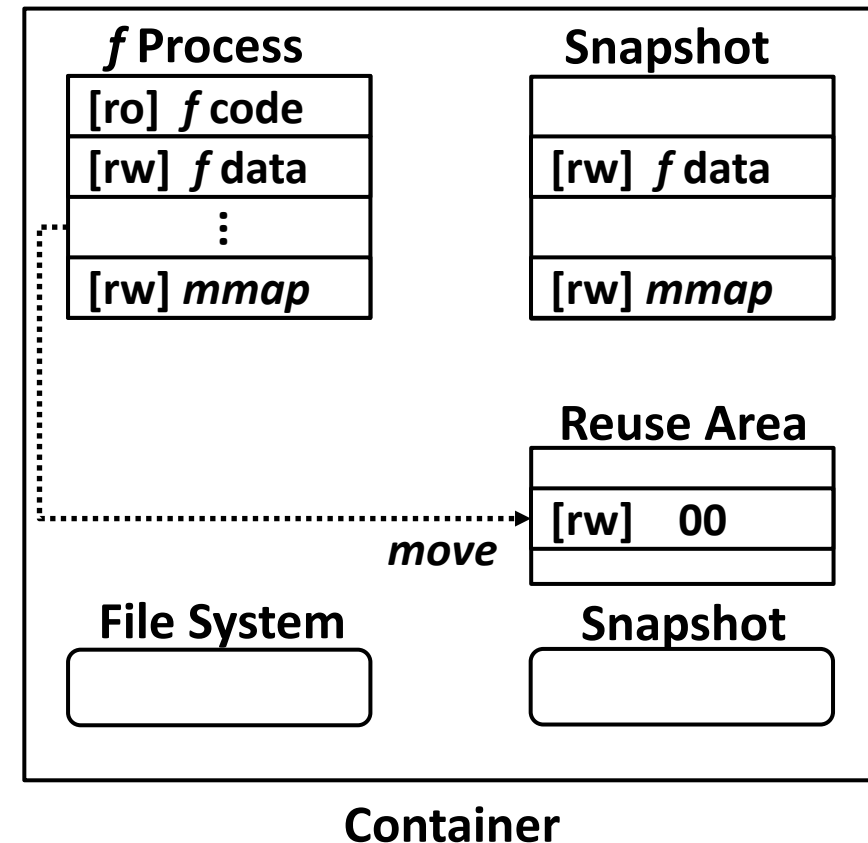 f Process
[ro] f code
[rw] f data
⋮
[rw] mmap
Snapshot
[rw] f data
[rw] mmap
Reuse Area
[rw] 00
move
File System
Snapshot
Container